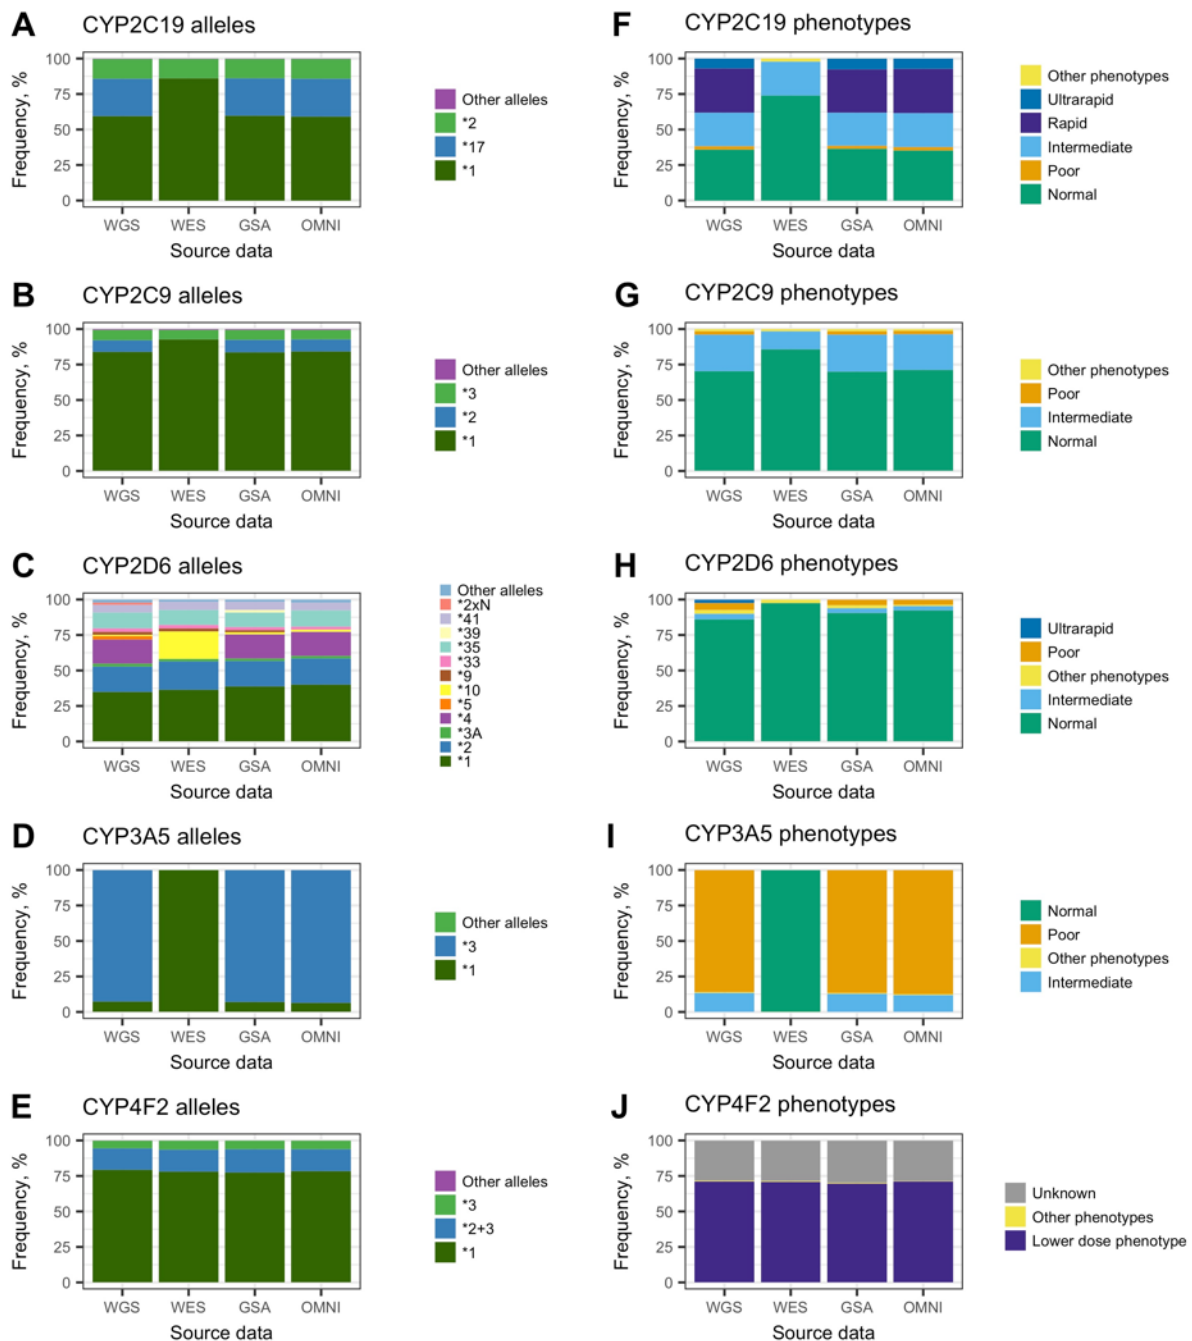 A
CYP2C19 alleles
Frequency, %
100
75
50
25
0
WGS WES GSA OMNI
Source data
Other alleles
*2
*17
*1
F
CYP2C19 phenotypes
Frequency, %
100
75
50
25
0
WGS WES GSA OMNI
Source data
Other phenotypes
Ultrarapid
Rapid
Intermediate
Poor
Normal
B
CYP2C9 alleles
Frequency, %
100
75
50
25
0
WGS WES GSA OMNI
Source data
Other alleles
*3
*2
*1
G
CYP2C9 phenotypes
Frequency, %
100
75
50
25
0
WGS WES GSA OMNI
Source data
Other phenotypes
Poor
Intermediate
Normal
C
CYP2D6 alleles
Frequency, %
100
75
50
25
0
WGS WES GSA OMNI
Source data
Other alleles
*2xN
*41
*39
*35
*33
*9
*10
*5
*4
*3A
*2
*1
H
CYP2D6 phenotypes
Frequency, %
100
75
50
25
0
WGS WES GSA OMNI
Source data
Ultrarapid
Poor
Other phenotypes
Intermediate
Normal
D
CYP3A5 alleles
Frequency, %
100
75
50
25
0
WGS WES GSA OMNI
Source data
Other alleles
*3
*1
I
CYP3A5 phenotypes
Frequency, %
100
75
50
25
0
WGS WES GSA OMNI
Source data
Normal
Poor
Other phenotypes
Intermediate
E
CYP4F2 alleles
Frequency, %
100
75
50
25
0
WGS WES GSA OMNI
Source data
Other alleles
*3
*2+3
*1
J
CYP4F2 phenotypes
Frequency, %
100
75
50
25
0
WGS WES GSA OMNI
Source data
Unknown
Other phenotypes
Lower dose phenotype